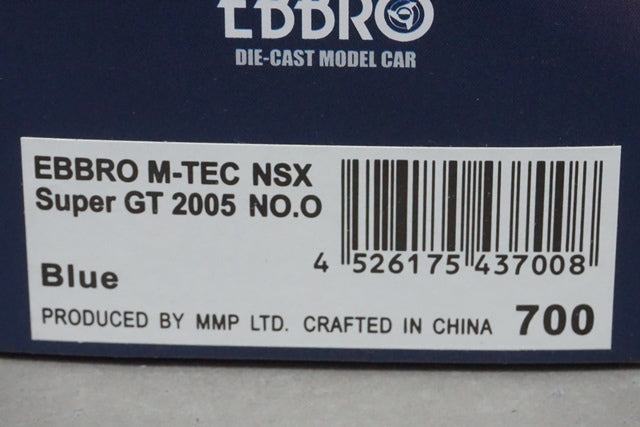 EBBRO
DIE-CAST MODEL CAR
EBBRO M-TEC NSX
Super GT 2005 NO.O
4 526175 437008
Blue
PRODUCED BY MMP LTD. CRAFTED IN CHINA 700